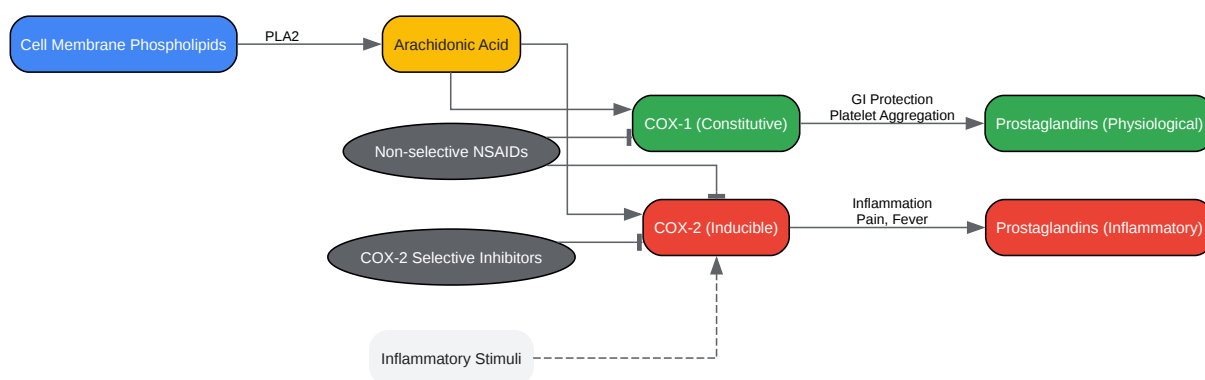 Cell Membrane Phospholipids
PLA2
Arachidonic Acid
GI Protection
Platelet Aggregation
COX-1 (Constitutive)
Prostaglandins (Physiological)
Non-selective NSAIDs
Inflammation
Pain, Fever
COX-2 (Inducible)
Prostaglandins (Inflammatory)
COX-2 Selective Inhibitors
Inflammatory Stimuli